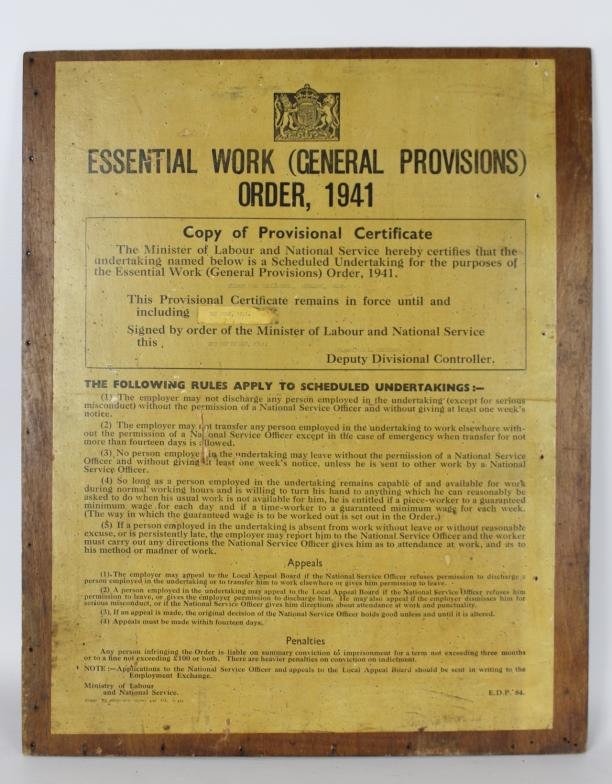 ESSENTIAL WORK (GENERAL PROVISIONS)
ORDER, 1941
Copy of Provisional Certificate
The Minister of Labour and National Service hereby certifies that the
undertaking named below is a Scheduled Undertaking for the purposes of
the Essential Work (General Provisions) Order, 1941.
This Provisional Certificate remains in force until and
including
Signed by order of the Minister of Labour and National Service
this
Deputy Divisional Controller.
THE FOLLOWING RULES APPLY TO SCHEDULED UNDERTAKINGS :—
(1) The employer may not discharge any person employed in the undertaking (except for serious
misconduct) without the permission of a National Service Officer and without giving at least one week's
notice.
(2) The employer may not transfer any person employed in the undertaking to work elsewhere with-
out the permission of a National Service Officer except in the case of emergency when transfer for not
more than fourteen days is allowed.
(3) No person employed in the undertaking may leave without the permission of a National Service
Officer and without giving at least one week's notice, unless he is sent to other work by a National
Service Officer.
(4) So long as a person employed in the undertaking remains capable of and available for work
during normal working hours and is willing to turn his hand to anything which he can reasonably be
asked to do when his usual work is not available for him, he is entitled if a piece-worker to a guaranteed
minimum wage for each day and if a time-worker to a guaranteed minimum wage for each week.
(The way in which the guaranteed wage is to be worked out is set out in the Order.)
(5) If a person employed in the undertaking is absent from work without leave or without reasonable
excuse, or is persistently late, the employer may report him to the National Service Officer and the worker
must carry out any directions the National Service Officer gives him as to attendance at work, and as to
his method or manner of work.
Appeals
(1) The employer may appeal to the Local Appeal Board if the National Service Officer refuses permission to discharge a
person employed in the undertaking or to transfer him to work elsewhere or gives him permission to leave.
(2) A person employed in the undertaking may appeal to the Local Appeal Board if the National Service Officer refuses him
permission to leave, or gives the employer permission to discharge him. He may also appeal if the employer dismisses him for
serious misconduct, or if the National Service Officer gives him directions about attendance at work and punctuality.
(3) If an appeal is made, the original decision of the National Service Officer holds good unless and until it is altered.
(4) Appeals must be made within fourteen days.
Penalties
Any person infringing the Order is liable on summary conviction to imprisonment for a term not exceeding three months
or to a fine not exceeding £100 or both. There are heavier penalties on conviction on indictment.
NOTE :—Applications to the National Service Officer and appeals to the Local Appeal Board should be sent in writing to the
Employment Exchange.
Ministry of Labour
and National Service.
E.D.P. 84.